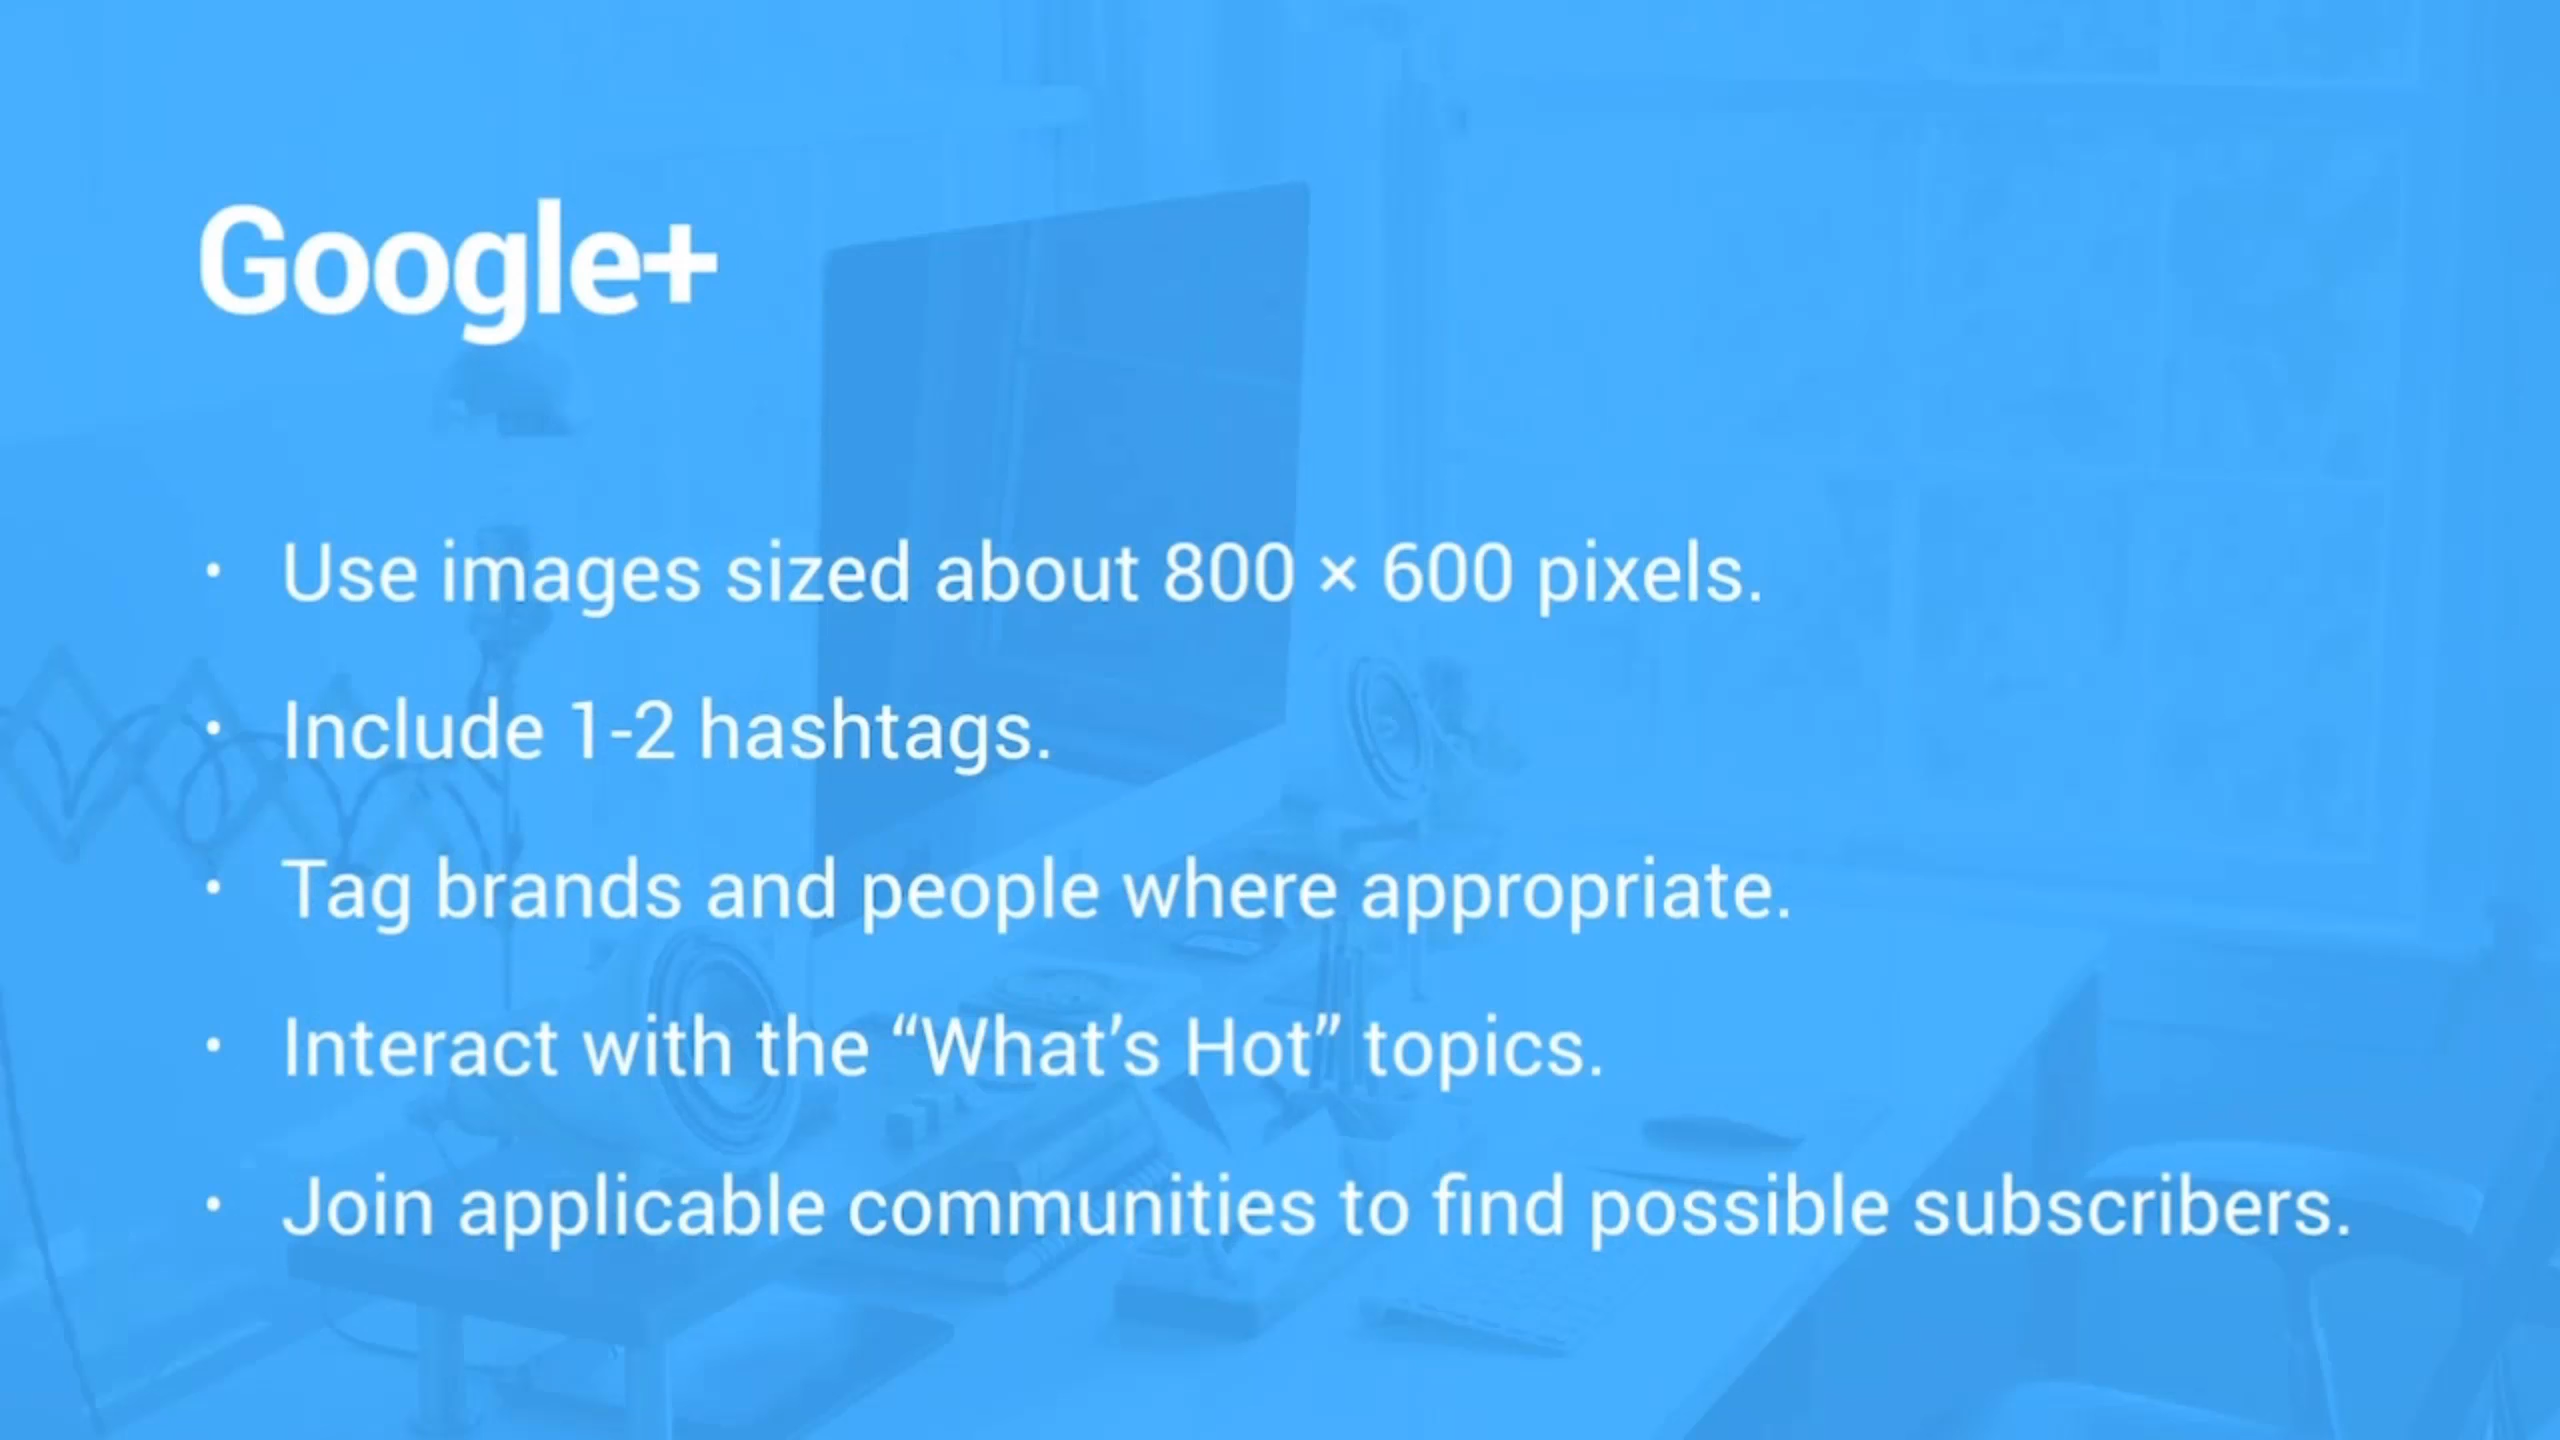 Google+
• Use images sized about 800 × 600 pixels.
• Include 1-2 hashtags.
• Tag brands and people where appropriate.
• Interact with the “What’s Hot” topics.
• Join applicable communities to find possible subscribers.